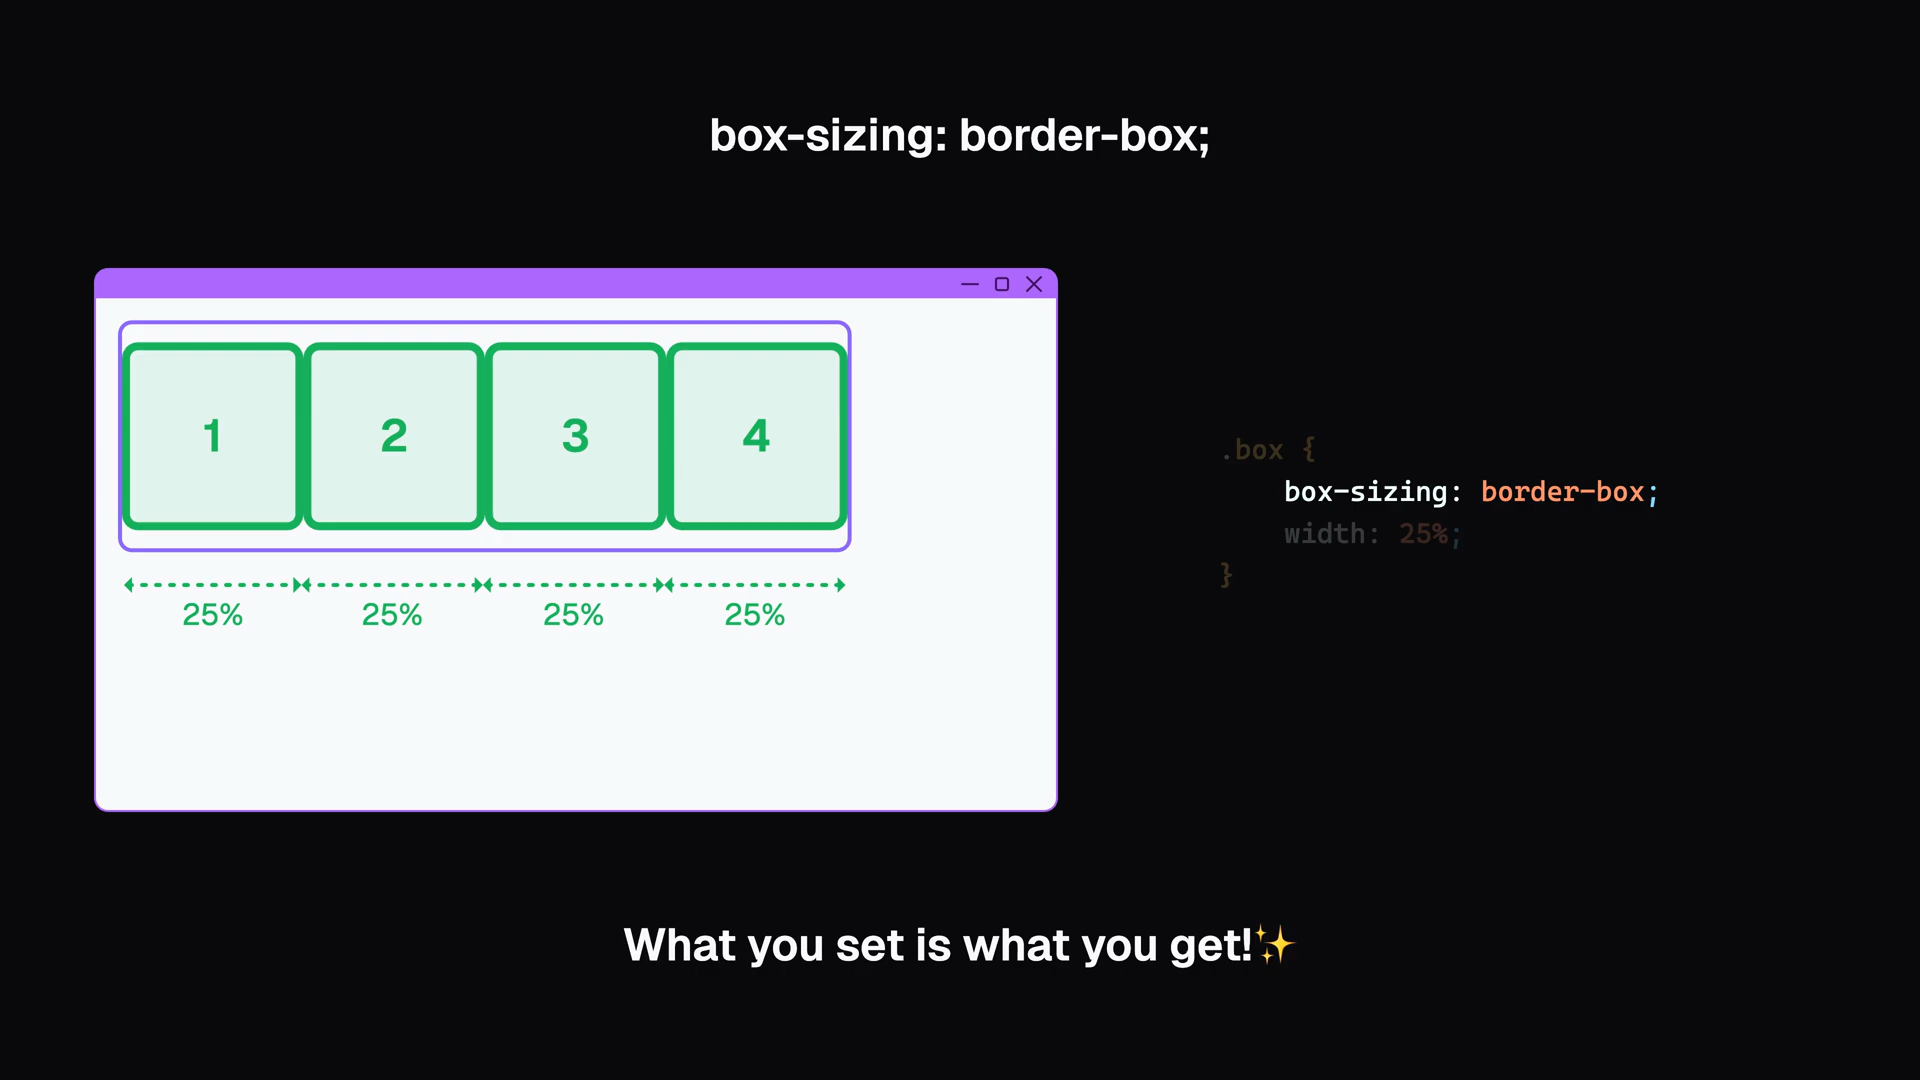 box-sizing: border-box;
1 2 3 4
25% 25% 25% 25%
.box {
box-sizing: border-box;
width: 25%;
}
What you set is what you get!✨